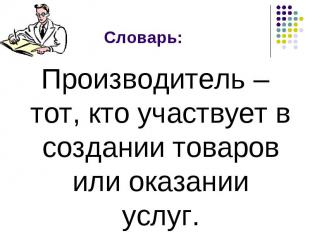 Словарь:
Производитель –
тот, кто участвует в
создании товаров
или оказании
услуг.